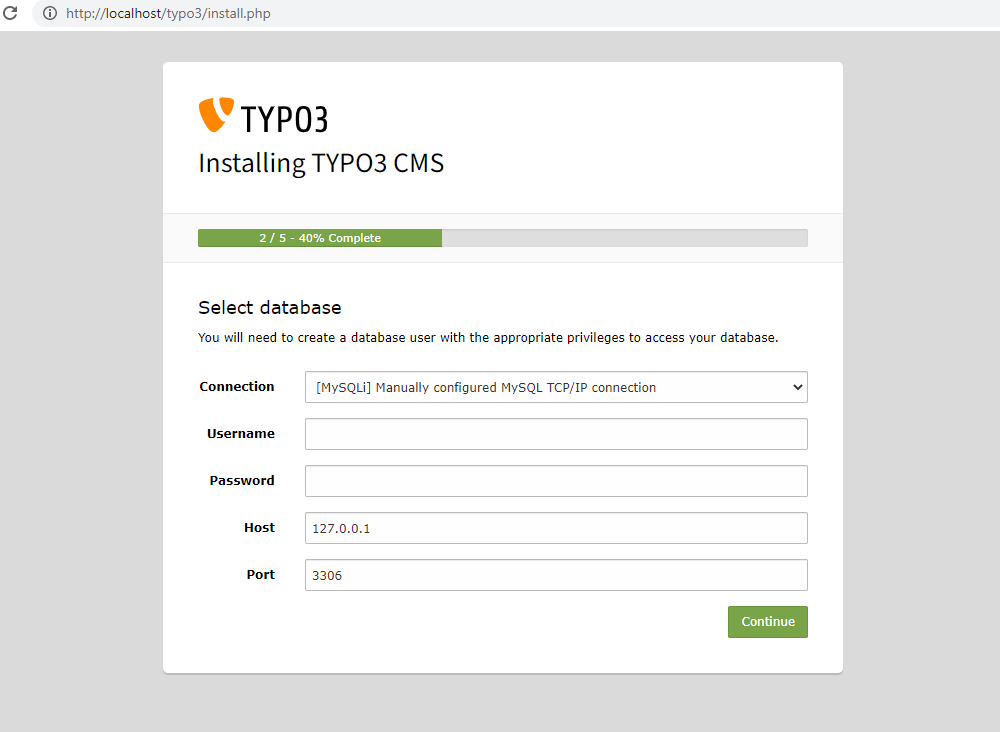 http://localhost/typo3/install.php
TYPO3
Installing TYPO3 CMS
2 / 5 - 40% Complete
Select database
You will need to create a database user with the appropriate privileges to access your database.
Connection [MySQLi] Manually configured MySQL TCP/IP connection
Username
Password
Host 127.0.0.1
Port 3306
Continue